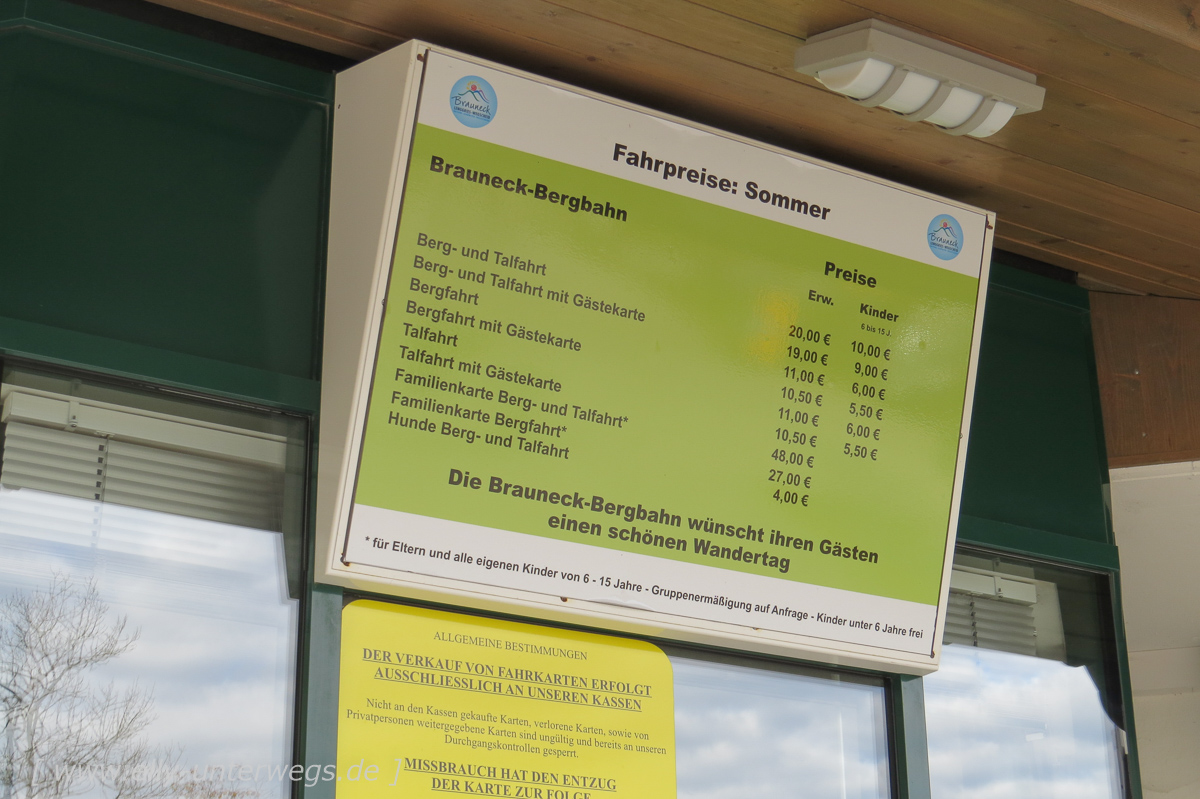 Brauneck
Fahrpreise: Sommer
Brauneck
Brauneck-Bergbahn
Preise
Erw. Kinder
6 bis 15 J.
Berg- und Talfahrt 20,00 € 10,00 €
Berg- und Talfahrt mit Gästekarte 19,00 € 9,00 €
Bergfahrt 11,00 € 6,00 €
Bergfahrt mit Gästekarte 10,50 € 5,50 €
Talfahrt 11,00 € 6,00 €
Talfahrt mit Gästekarte 10,50 € 5,50 €
Familienkarte Berg- und Talfahrt* 48,00 €
Familienkarte Bergfahrt* 27,00 €
Hunde Berg- und Talfahrt 4,00 €
Die Brauneck-Bergbahn wünscht ihren Gästen
einen schönen Wandertag
* für Eltern und alle eigenen Kinder von 6 - 15 Jahre - Gruppenermäßigung auf Anfrage - Kinder unter 6 Jahre frei
ALLGEMEINE BESTIMMUNGEN
DER VERKAUF VON FAHRKARTEN ERFOLGT
AUSSCHLIESSLICH AN UNSEREN KASSEN
Nicht an den Kassen gekaufte Karten, verlorene Karten, sowie von
Privatpersonen weitergegebene Karten sind ungültig und bereits an unseren
Durchgangskontrollen gesperrt.
MISSBRAUCH HAT DEN ENTZUG
DER KARTE ZUR FOLGE